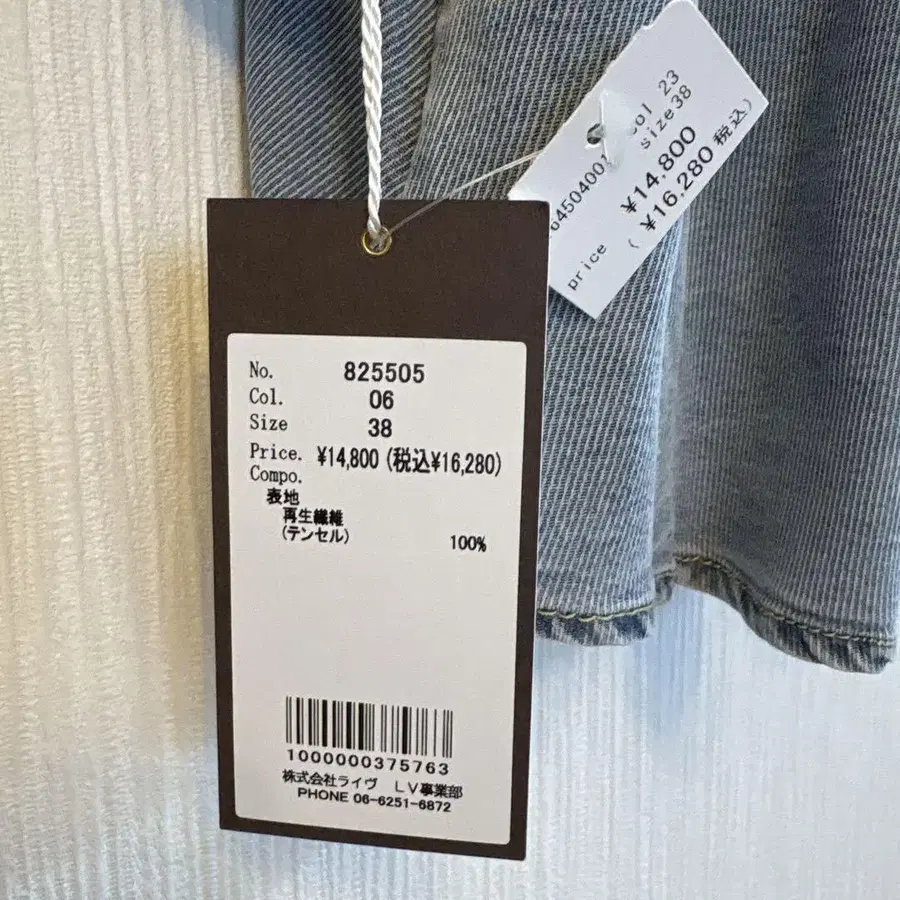 col 23
size38
price ¥14,800
( ¥16,280 税込)
No. 825505
Col. 06
Size 38
Price. ¥14,800 (税込¥16,280)
Compo.
表地
再生繊維
(テンセル) 100%
1000000375763
株式会社ライヴ LV事業部
PHONE 06-6251-6872